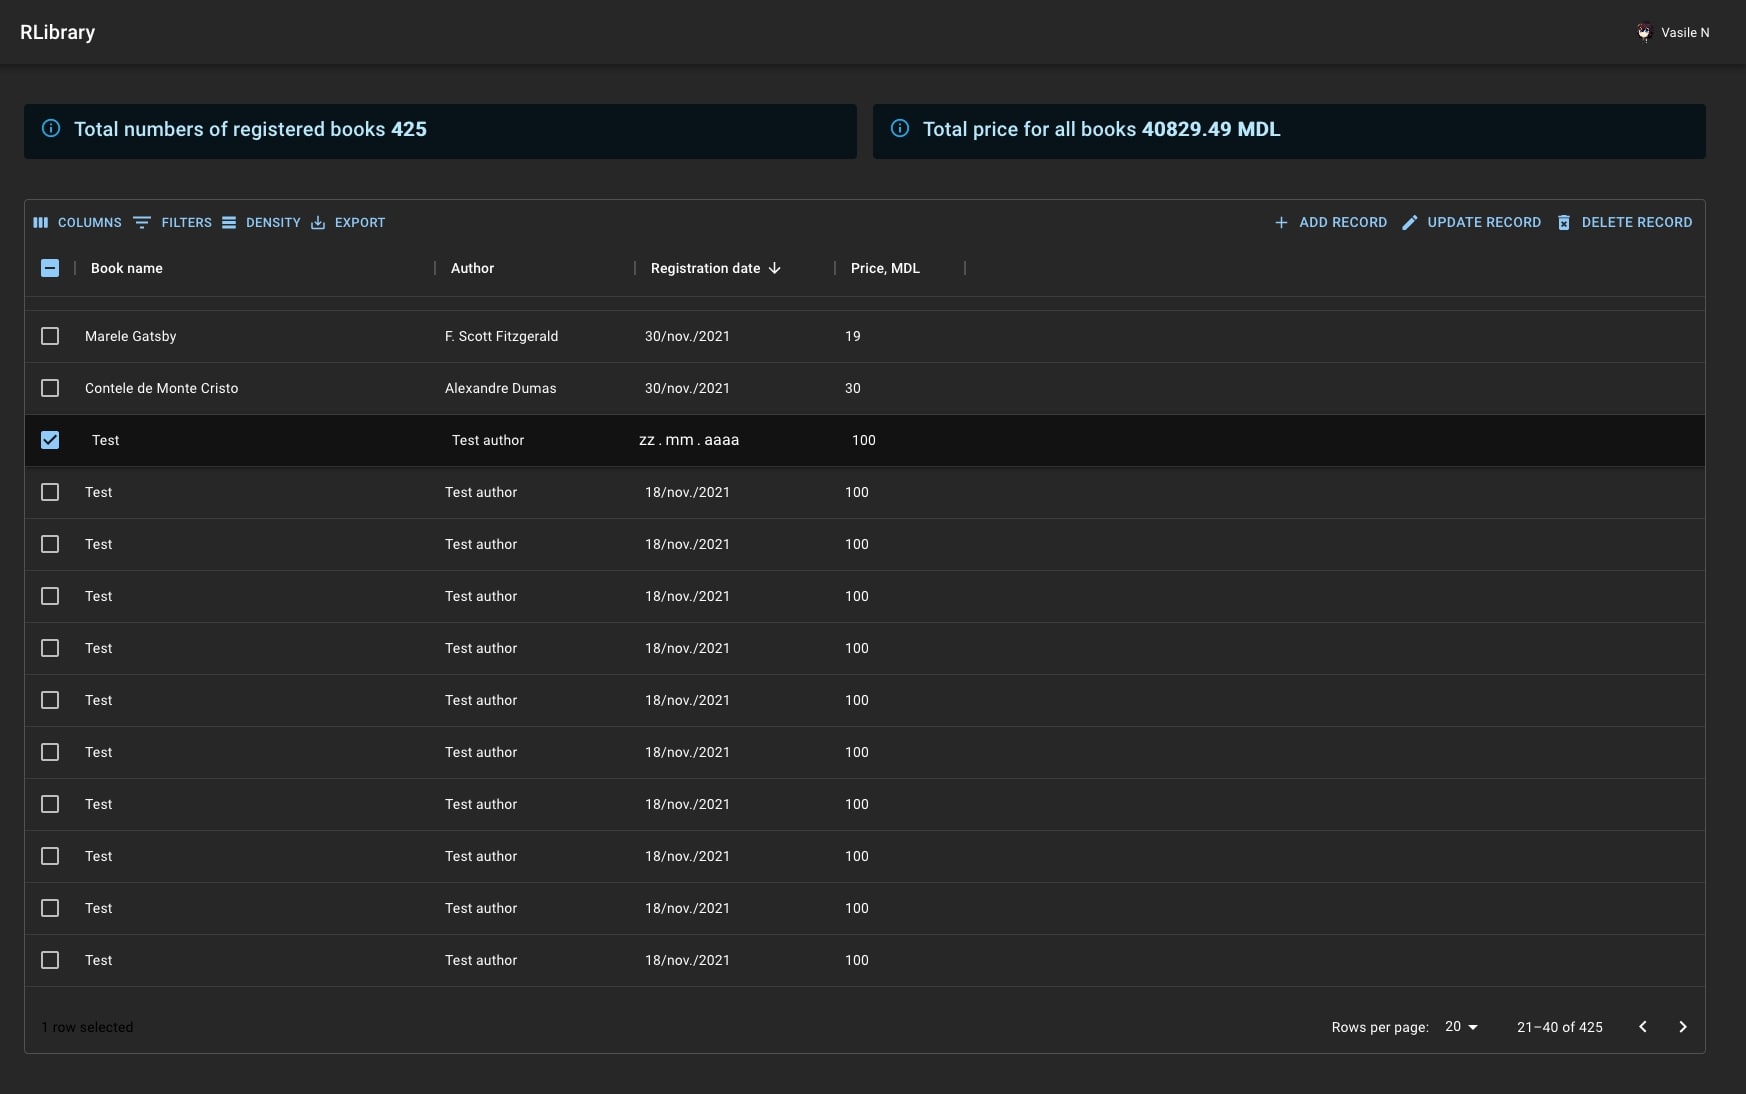 RLibrary
Vasile N
Total numbers of registered books 425
Total price for all books 40829.49 MDL
COLUMNS FILTERS DENSITY EXPORT
ADD RECORD UPDATE RECORD DELETE RECORD
Book name Author Registration date Price, MDL
Marele Gatsby F. Scott Fitzgerald 30/nov./2021 19
Contele de Monte Cristo Alexandre Dumas 30/nov./2021 30
Test Test author zz.mm.aaaa 100
Test Test author 18/nov./2021 100
Test Test author 18/nov./2021 100
Test Test author 18/nov./2021 100
Test Test author 18/nov./2021 100
Test Test author 18/nov./2021 100
Test Test author 18/nov./2021 100
Test Test author 18/nov./2021 100
Test Test author 18/nov./2021 100
Test Test author 18/nov./2021 100
Test Test author 18/nov./2021 100
1 row selected
Rows per page: 20 21–40 of 425